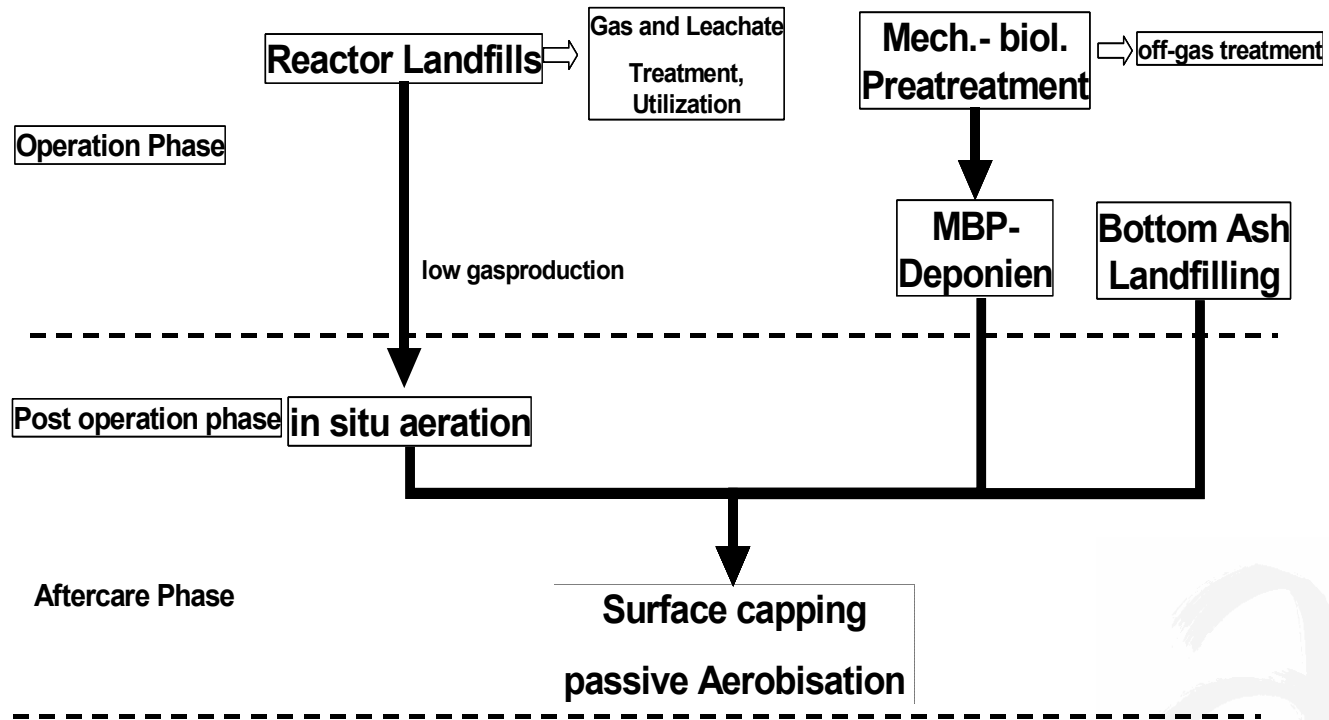 Reactor Landfills
Gas and Leachate
Treatment,
Utilization
Mech.- biol.
Preatreatment
off-gas treatment
Operation Phase
MBP-
Deponien
Bottom Ash
Landfilling
low gasproduction
Post operation phase
in situ aeration
Aftercare Phase
Surface capping
passive Aerobisation